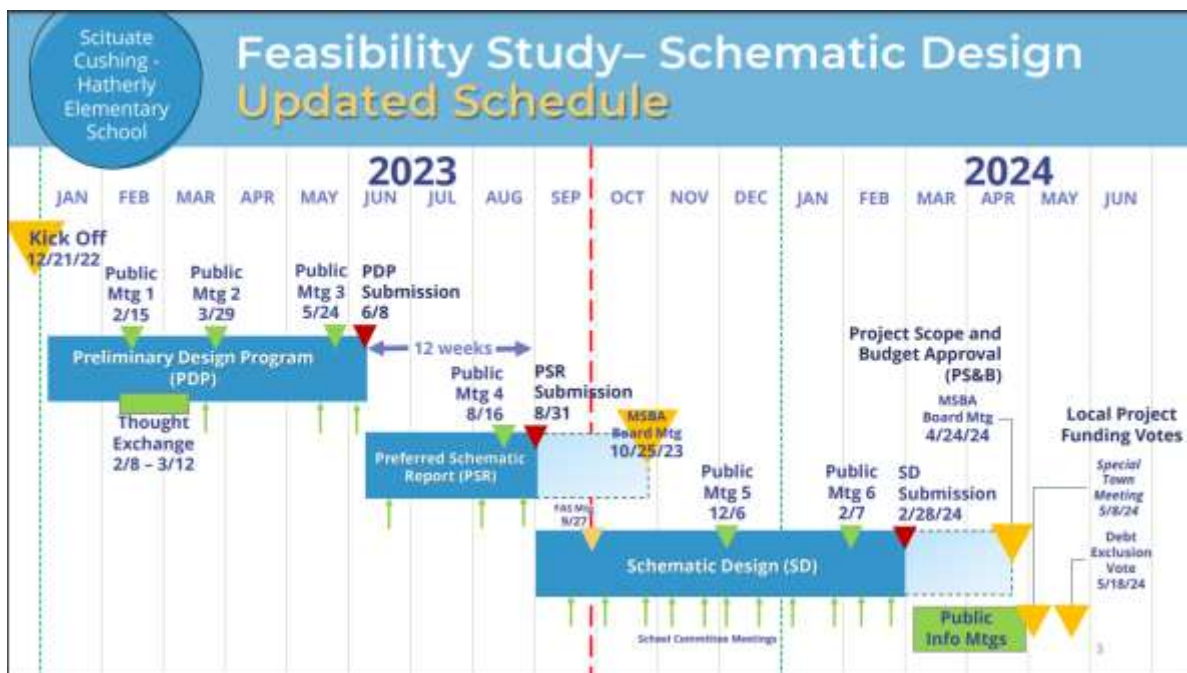 Scituate
Cushing -
Hatherly
Elementary
School
Feasibility Study– Schematic Design
Updated Schedule
2023
2024
JAN FEB MAR APR MAY JUN JUL AUG SEP OCT NOV DEC JAN FEB MAR APR MAY JUN
Kick Off
12/21/22
Public
Mtg 1
2/15
Public
Mtg 2
3/29
Public
Mtg 3
5/24
PDP
Submission
6/8
Preliminary Design Program
(PDP)
12 weeks
Thought
Exchange
2/8 – 3/12
Public
Mtg 4
8/16
PSR
Submission
8/31
MSBA
Board Mtg
10/25/23
Preferred Schematic
Report (PSR)
FAS Mtg
9/27
Public
Mtg 5
12/6
Public
Mtg 6
2/7
SD
Submission
2/28/24
Schematic Design (SD)
School Committee Meetings
Project Scope and
Budget Approval
(PS&B)
MSBA
Board Mtg
4/24/24
Local Project
Funding Votes
Special
Town
Meeting
5/8/24
Debt
Exclusion
Vote
5/18/24
Public
Info Mtgs
3